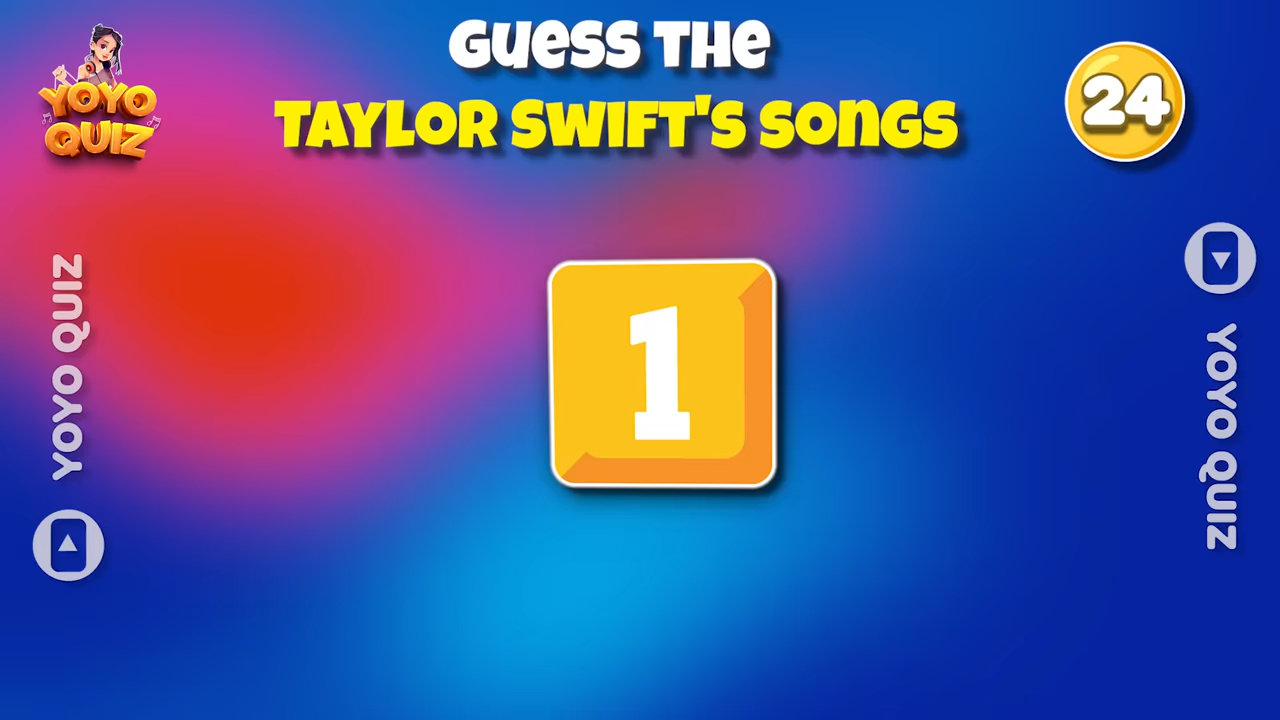 GUESS THE
TAYLOR SWIFT'S SONGS
YOYO
QUIZ
24
1
YOYO QUIZ
YOYO QUIZ